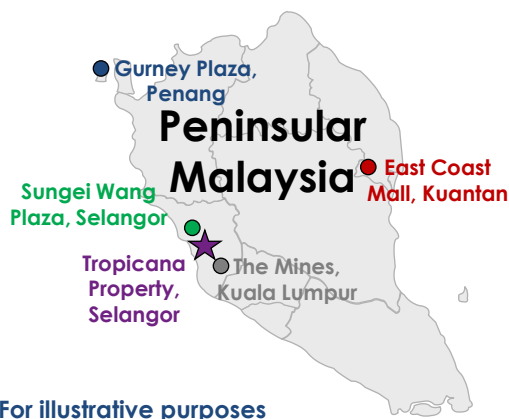 Gurney Plaza,
Penang
Peninsular
Malaysia
East Coast
Mall, Kuantan
Sungei Wang
Plaza, Selangor
Tropicana
Property,
Selangor
The Mines,
Kuala Lumpur
For illustrative purposes